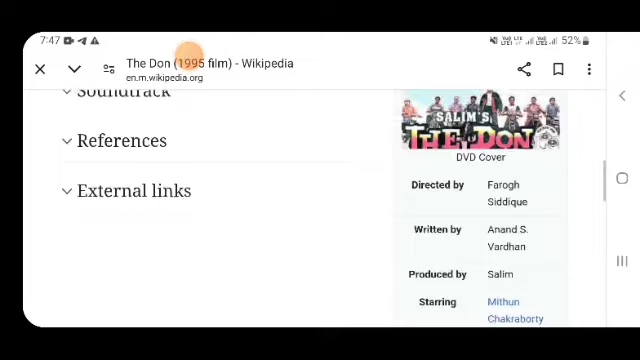 7:47
52%
The Don (1995 film) - Wikipedia
en.m.wikipedia.org
Soundtrack
References
External links
SALIM'S
THE DON
DVD Cover
Directed by Farogh
Siddique
Written by Anand S.
Vardhan
Produced by Salim
Starring Mithun
Chakraborty